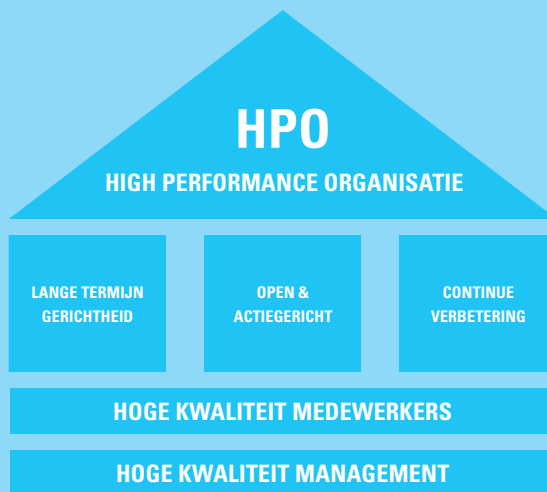 HPO
HIGH PERFORMANCE ORGANISATIE
LANGE TERMIJN
GERICHTHEID
OPEN &
ACTIEGERICHT
CONTINUE
VERBETERING
HOGE KWALITEIT MEDEWERKERS
HOGE KWALITEIT MANAGEMENT